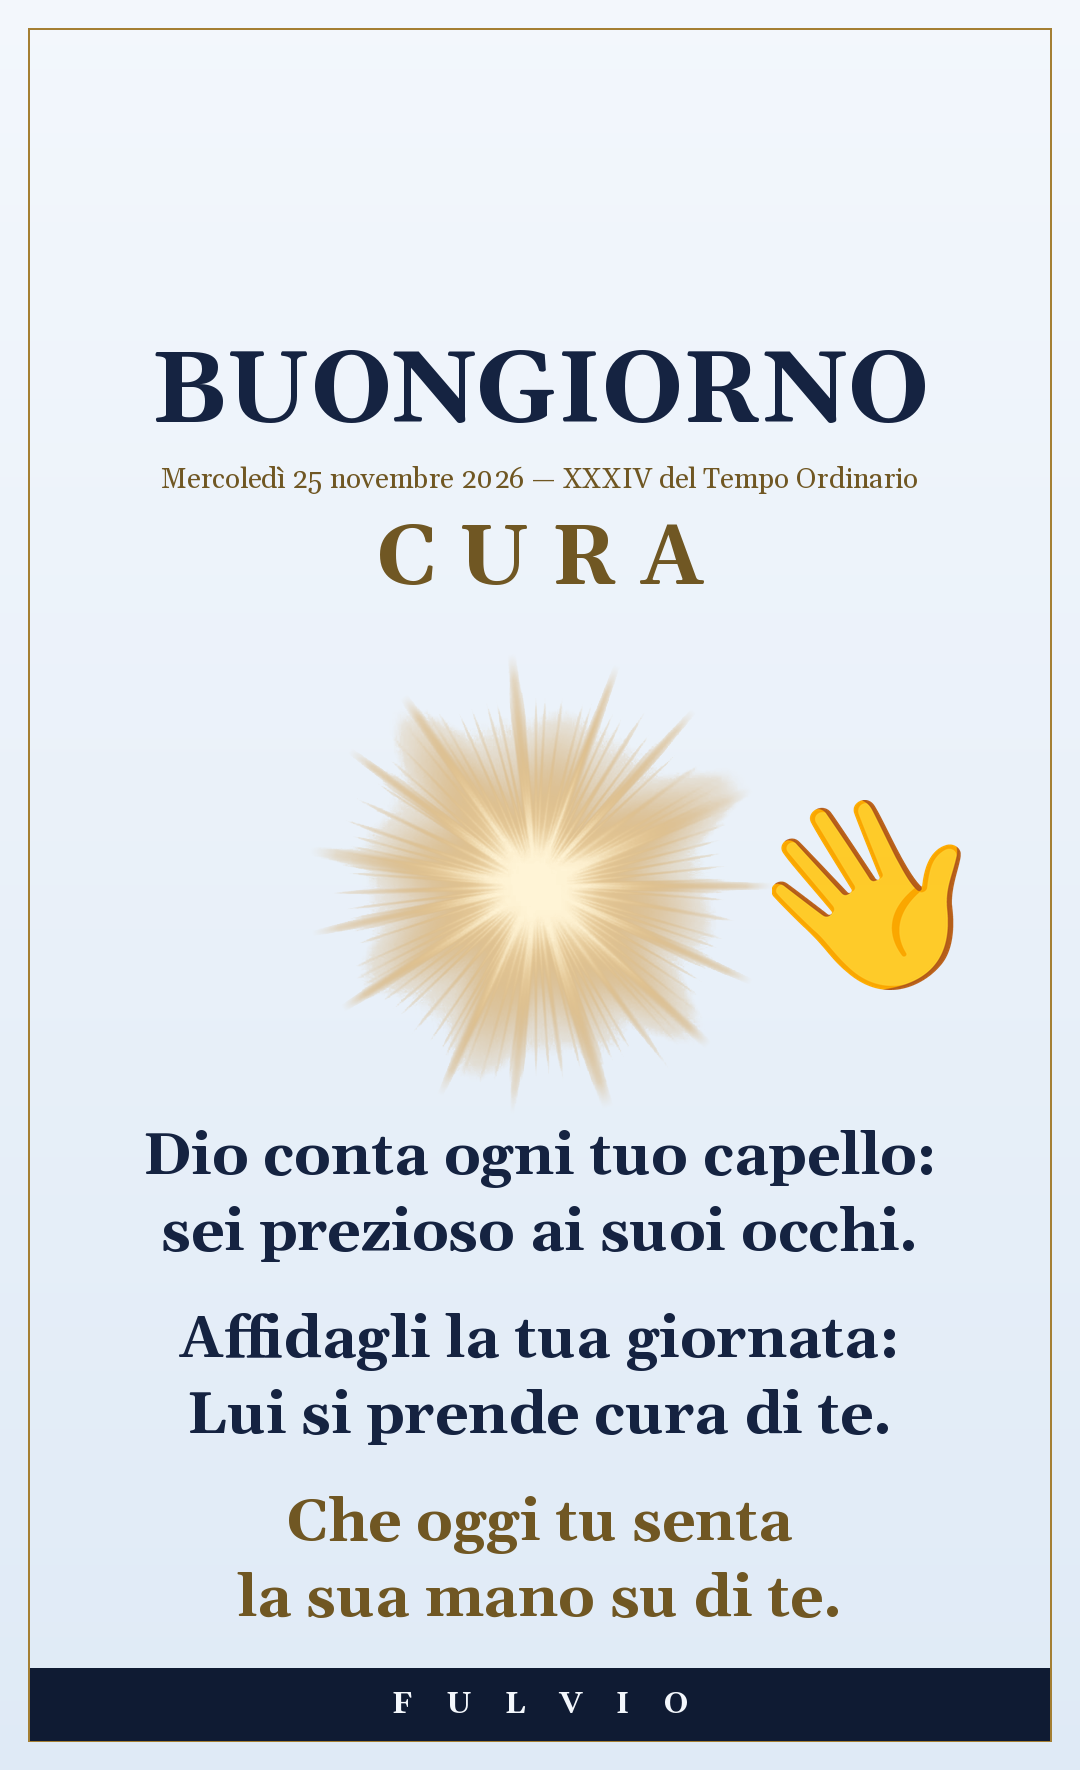 BUONGIORNO
Mercoledì 25 novembre 2026 — XXXIV del Tempo Ordinario
CURA
Dio conta ogni tuo capello:
sei prezioso ai suoi occhi.
Affidagli la tua giornata:
Lui si prende cura di te.
Che oggi tu senta
la sua mano su di te.
FULVIO